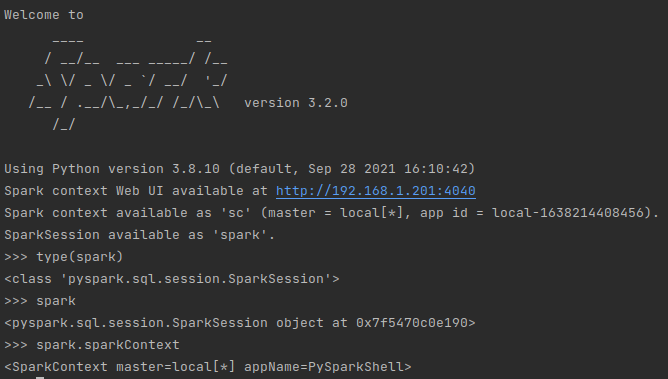 Welcome to
      ____              __
     / __/__  ___ _____/ /__
    _\ \/ _ \/ _ `/ __/  '_/
   /__ / .__/\_,_/_/ /_/\_\   version 3.2.0
      /_/

Using Python version 3.8.10 (default, Sep 28 2021 16:10:42)
Spark context Web UI available at http://192.168.1.201:4040
Spark context available as 'sc' (master = local[*], app id = local-1638214408456).
SparkSession available as 'spark'.
>>> type(spark)
<class 'pyspark.sql.session.SparkSession'>
>>> spark
<pyspark.sql.session.SparkSession object at 0x7f5470c0e190>
>>> spark.sparkContext
<SparkContext master=local[*] appName=PySparkShell>